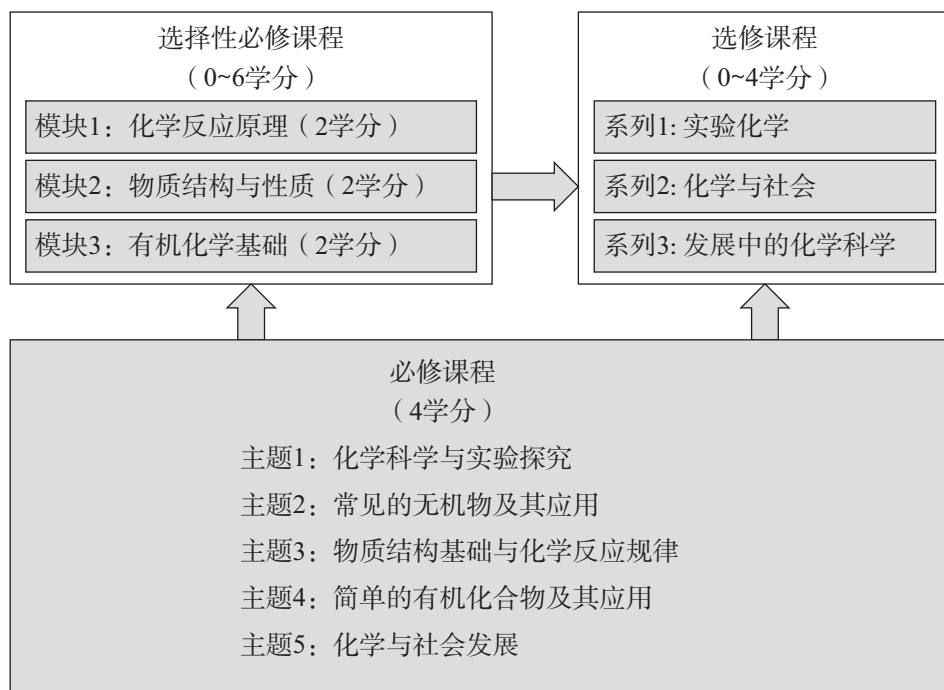 选择性必修课程
（0~6学分）
模块1：化学反应原理（2学分）
模块2：物质结构与性质（2学分）
模块3：有机化学基础（2学分）
选修课程
（0~4学分）
系列1: 实验化学
系列2: 化学与社会
系列3: 发展中的化学科学
必修课程
（4学分）
主题1：化学科学与实验探究
主题2：常见的无机物及其应用
主题3：物质结构基础与化学反应规律
主题4：简单的有机化合物及其应用
主题5：化学与社会发展